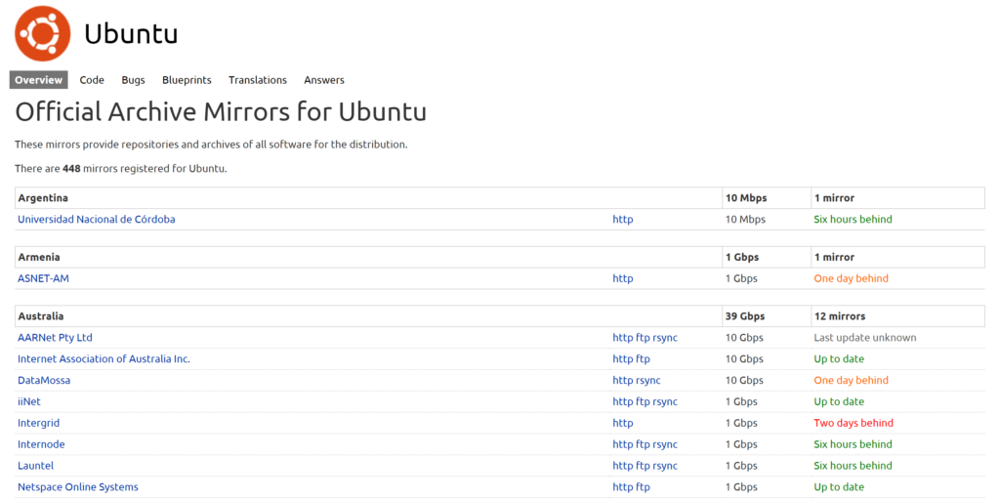 Ubuntu
Overview Code Bugs Blueprints Translations Answers
Official Archive Mirrors for Ubuntu
These mirrors provide repositories and archives of all software for the distribution.
There are 448 mirrors registered for Ubuntu.
Argentina 10 Mbps 1 mirror
Universidad Nacional de Córdoba http 10 Mbps Six hours behind
Armenia 1 Gbps 1 mirror
ASNET-AM http 1 Gbps One day behind
Australia 39 Gbps 12 mirrors
AARNet Pty Ltd http ftp rsync 10 Gbps Last update unknown
Internet Association of Australia Inc. http ftp 10 Gbps Up to date
DataMossa http rsync 10 Gbps One day behind
iiNet http ftp rsync 1 Gbps Up to date
Intergrid http 1 Gbps Two days behind
Internode http ftp rsync 1 Gbps Six hours behind
Launtel http ftp rsync 1 Gbps Six hours behind
Netspace Online Systems http ftp 1 Gbps Up to date